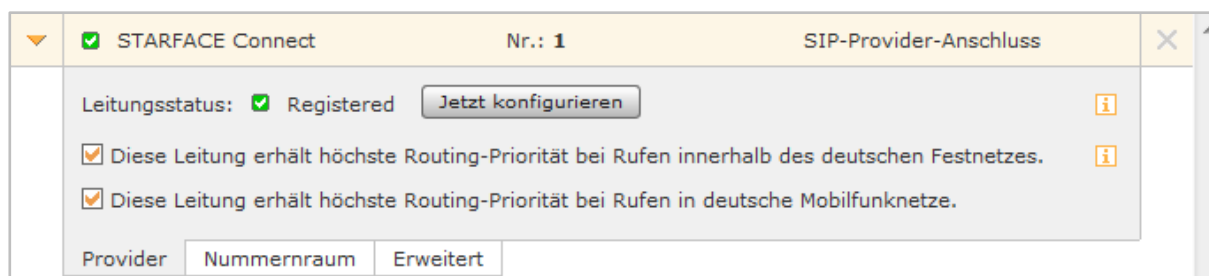 STARFACE Connect Nr.: 1 SIP-Provider-Anschluss
Leitungsstatus: Registered Jetzt konfigurieren
Diese Leitung erhält höchste Routing-Priorität bei Rufen innerhalb des deutschen Festnetzes.
Diese Leitung erhält höchste Routing-Priorität bei Rufen in deutsche Mobilfunknetze.
Provider Nummernraum Erweitert